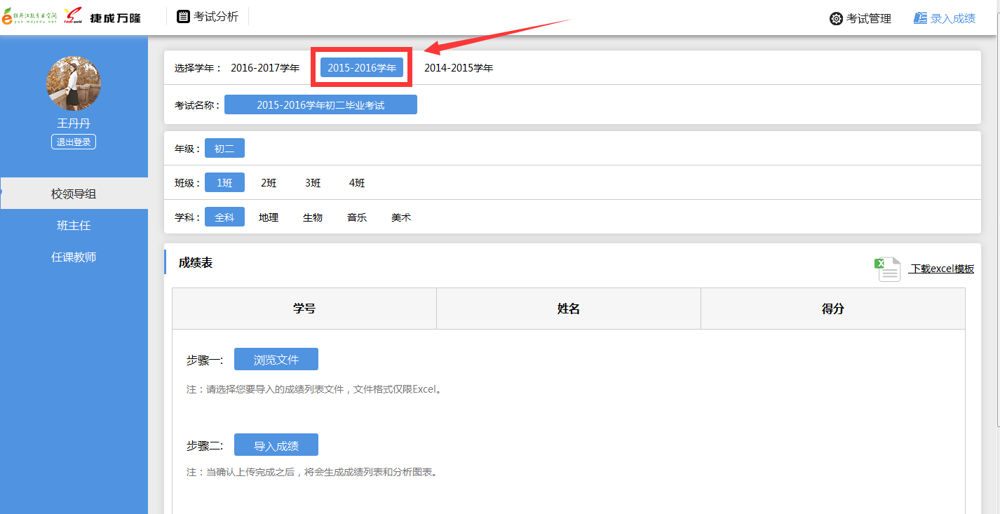 牡丹江教育云空间
yun.mdjedu.net
捷成万隆
考试分析
考试管理
录入成绩
王丹丹
退出登录
校领导组
班主任
任课教师
选择学年： 2016-2017学年 2015-2016学年 2014-2015学年
考试名称： 2015-2016学年初二毕业考试
年级： 初二
班级： 1班 2班 3班 4班
学科： 全科 地理 生物 音乐 美术
成绩表
下载excel模板
学号 姓名 得分
步骤一: 浏览文件
注：请选择您要导入的成绩列表文件，文件格式仅限Excel。
步骤二: 导入成绩
注：当确认上传完成之后，将会生成成绩列表和分析图表。